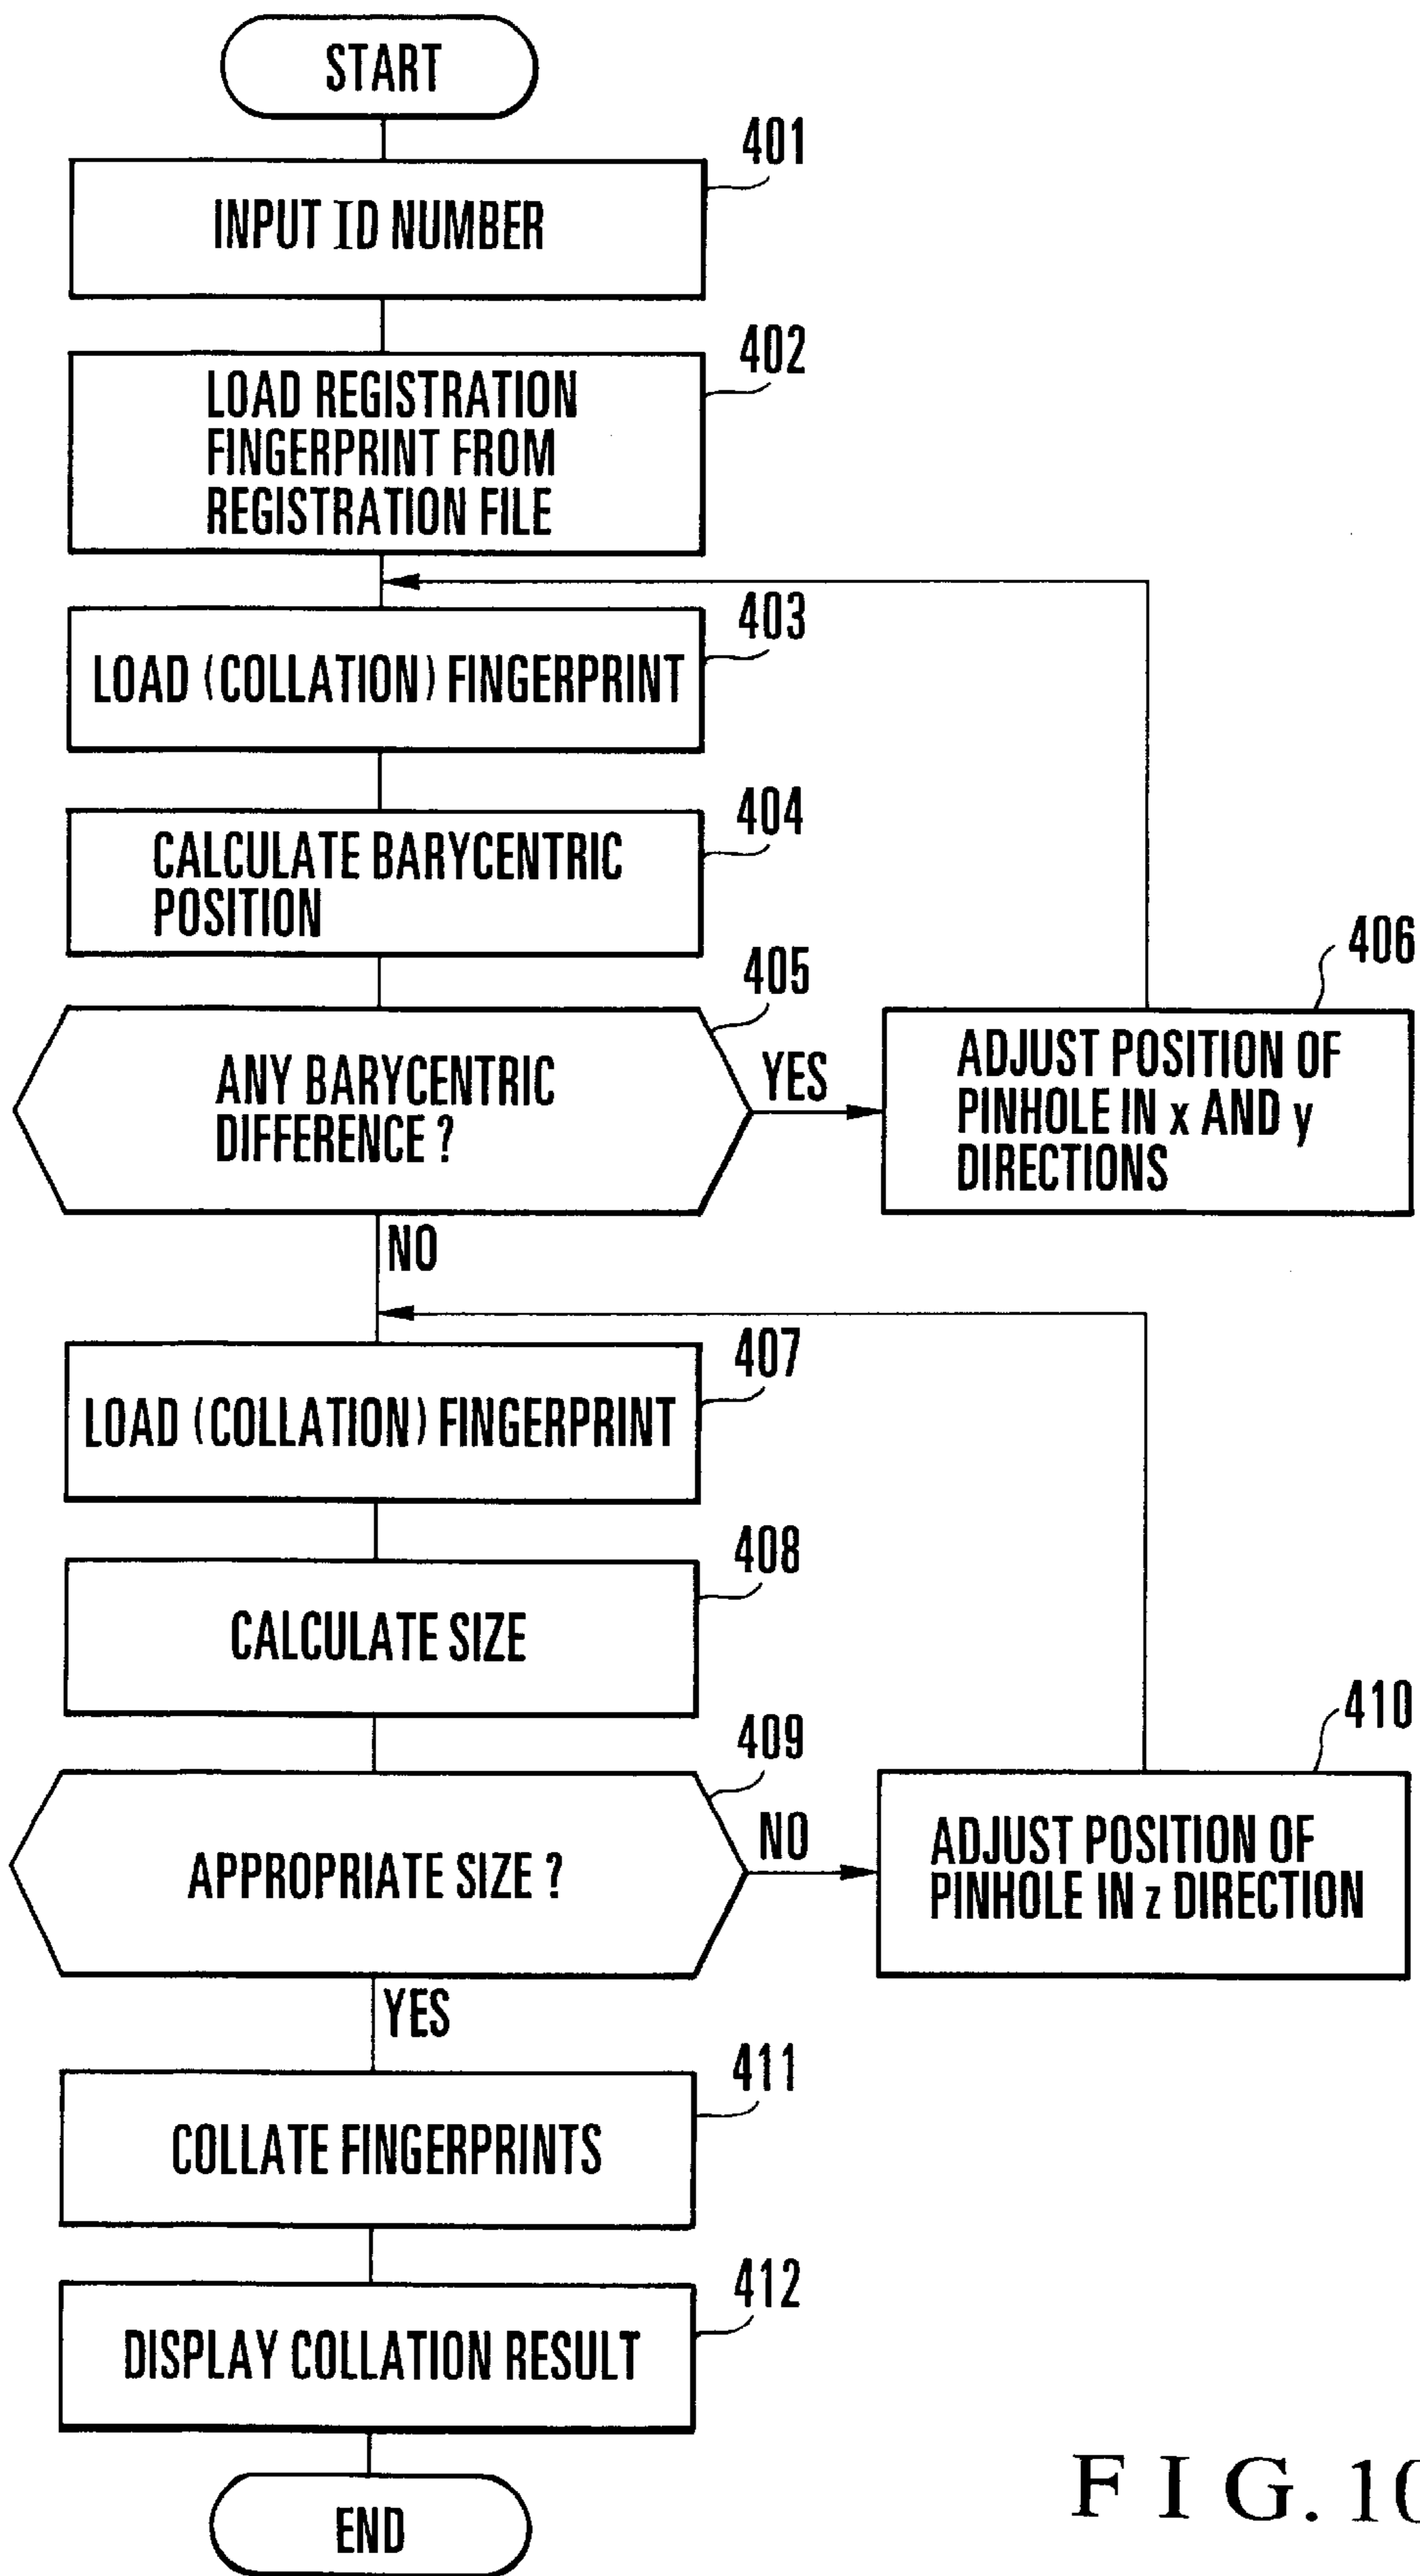 START
401
INPUT ID NUMBER
402
LOAD REGISTRATION
FINGERPRINT FROM
REGISTRATION FILE
403
LOAD (COLLATION) FINGERPRINT
404
CALCULATE BARYCENTRIC
POSITION
405
ANY BARYCENTRIC
DIFFERENCE ?
YES
406
ADJUST POSITION OF
PINHOLE IN x AND y
DIRECTIONS
NO
407
LOAD (COLLATION) FINGERPRINT
408
CALCULATE SIZE
409
APPROPRIATE SIZE ?
NO
410
ADJUST POSITION OF
PINHOLE IN z DIRECTION
YES
411
COLLATE FINGERPRINTS
412
DISPLAY COLLATION RESULT
END
FIG. 10